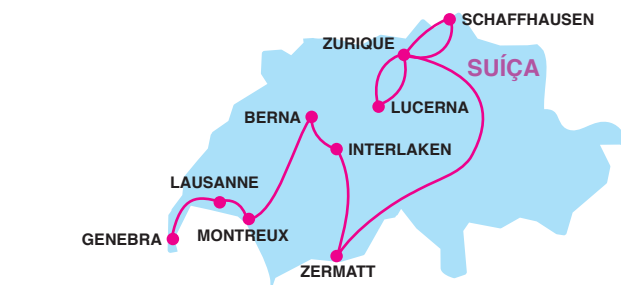 SCHAFFHAUSEN
ZURIQUE
SUÍÇA
LUCERNA
BERNA
INTERLAKEN
LAUSANNE
GENEBRA
MONTREUX
ZERMATT